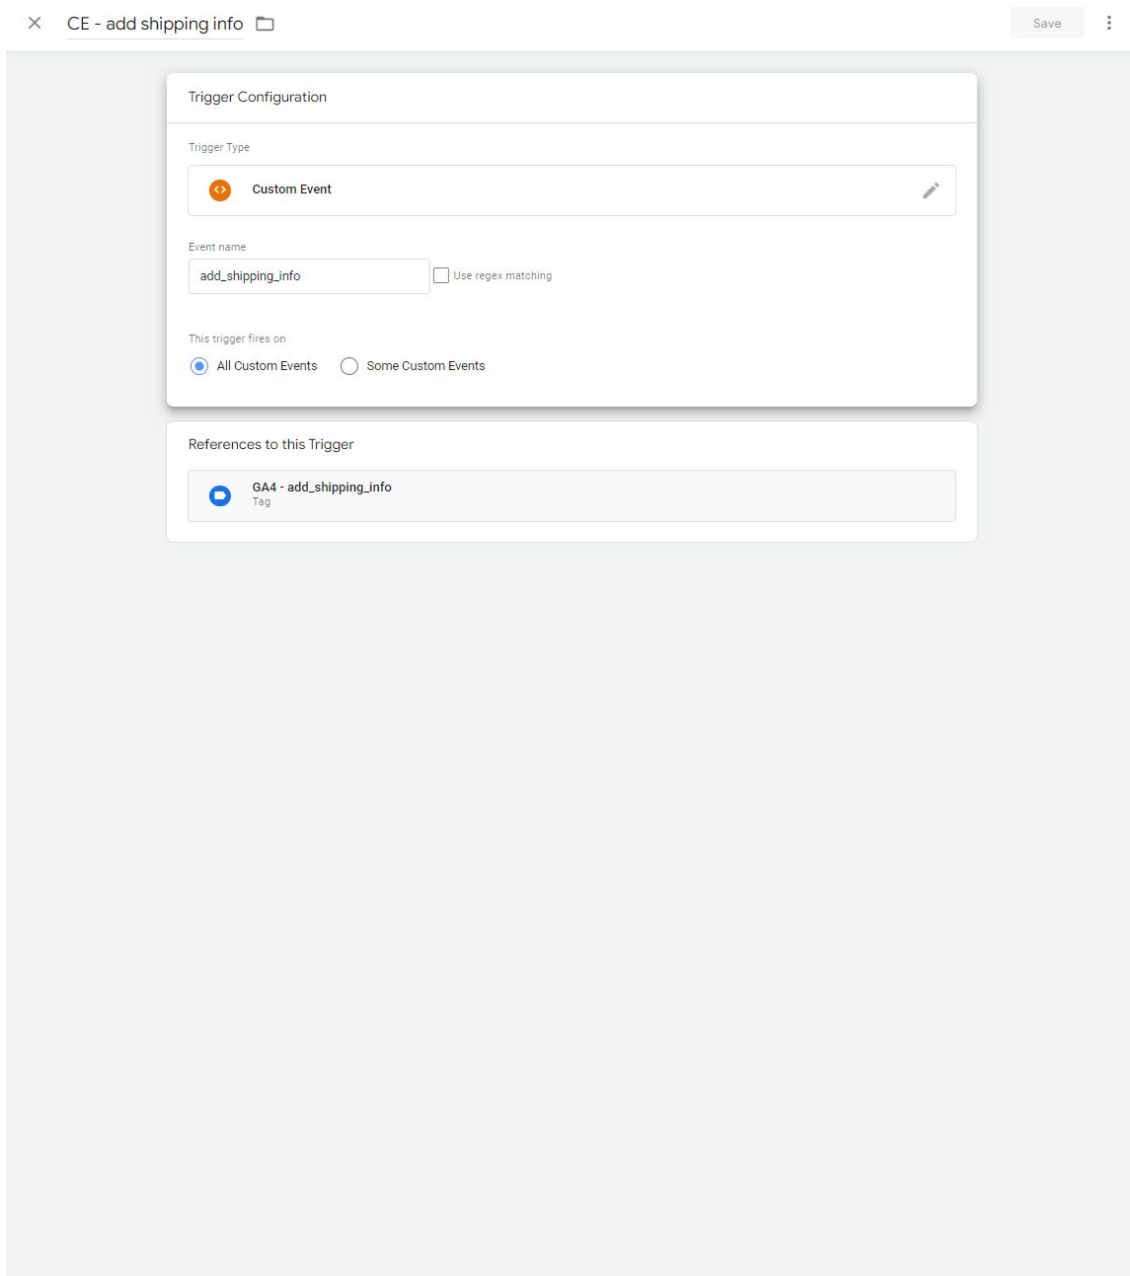 CE - add shipping info
Save
Trigger Configuration
Trigger Type
Custom Event
Event name
add_shipping_info
Use regex matching
This trigger fires on
All Custom Events Some Custom Events
References to this Trigger
GA4 - add_shipping_info
Tag